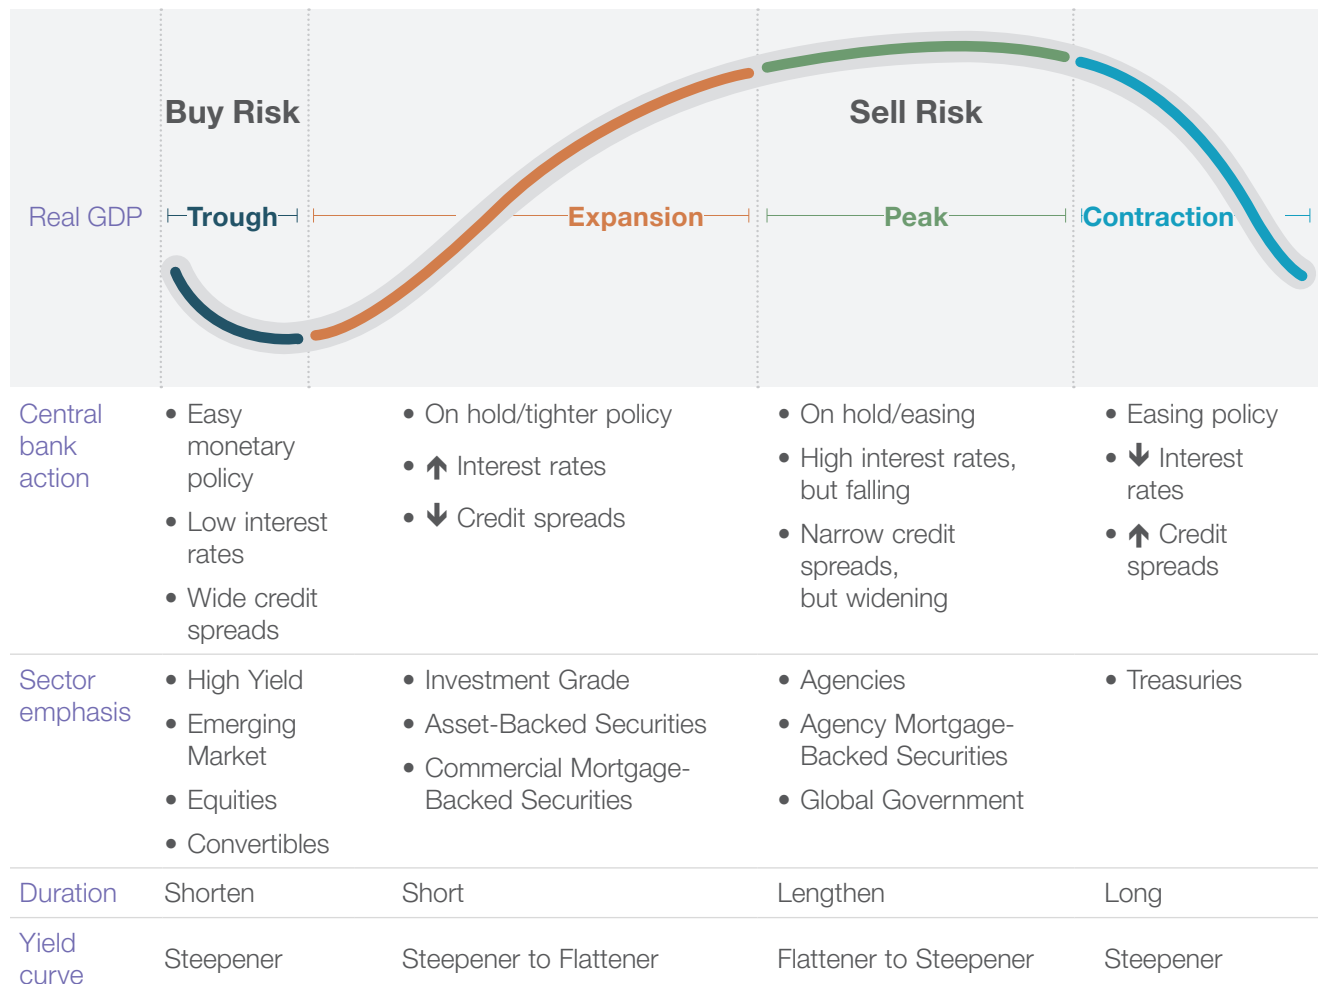 Buy Risk
Sell Risk
Real GDP
Trough
Expansion
Peak
Contraction
Central
bank
action
• Easy
monetary
policy
• Low interest
rates
• Wide credit
spreads
• On hold/tighter policy
• ↑ Interest rates
• ↓ Credit spreads
• On hold/easing
• High interest rates,
but falling
• Narrow credit
spreads,
but widening
• Easing policy
• ↓ Interest
rates
• ↑ Credit
spreads
Sector
emphasis
• High Yield
• Emerging
Market
• Equities
• Convertibles
• Investment Grade
• Asset-Backed Securities
• Commercial Mortgage-
Backed Securities
• Agencies
• Agency Mortgage-
Backed Securities
• Global Government
• Treasuries
Duration
Shorten
Short
Lengthen
Long
Yield
curve
Steepener
Steepener to Flattener
Flattener to Steepener
Steepener